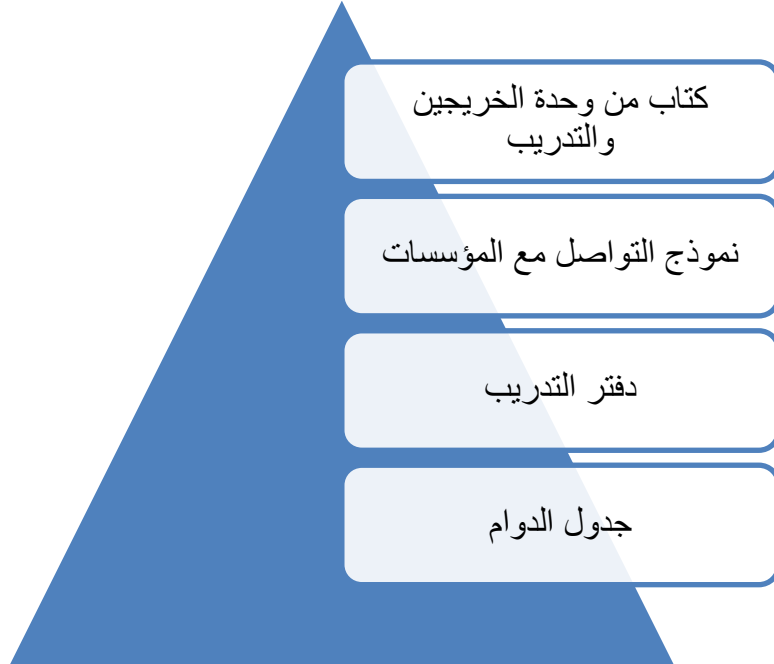 كتاب من وحدة الخريجين
والتدريب
نموذج التواصل مع المؤسسات
دفتر التدريب
جدول الدوام